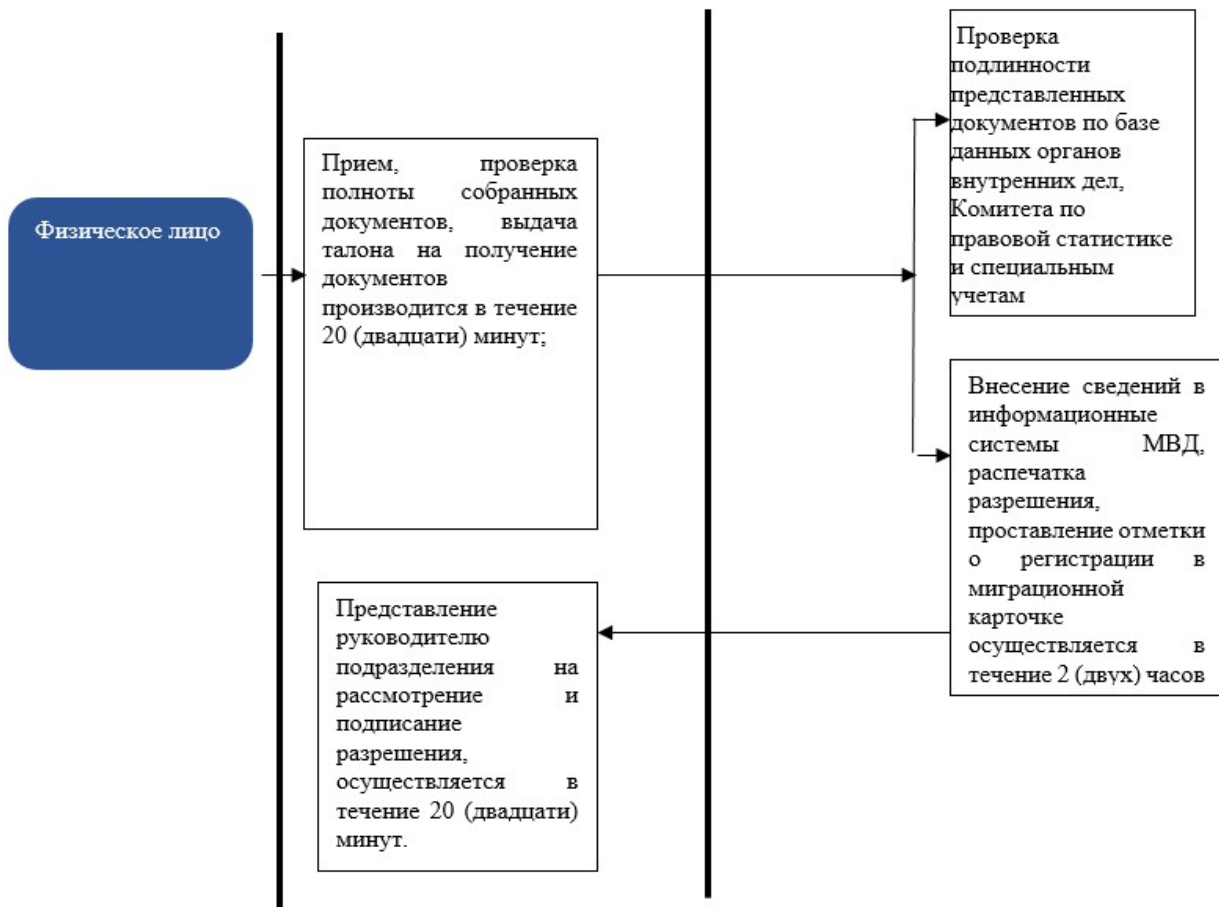 Физическое лицо
Прием, проверка
полноты собранных
документов, выдача
талона на получение
документов
производится в течение
20 (двадцати) минут;
Проверка
подлинности
представленных
документов по базе
данных органов
внутренних дел,
Комитета по
правовой статистике
и специальным
учетам
Внесение сведений в
информационные
системы МВД,
распечатка
разрешения,
проставление отметки
о регистрации в
миграционной
карточке
осуществляется в
течение 2 (двух) часов
Представление
руководителю
подразделения на
рассмотрение и
подписание
разрешения,
осуществляется в
течение 20 (двадцати)
минут.